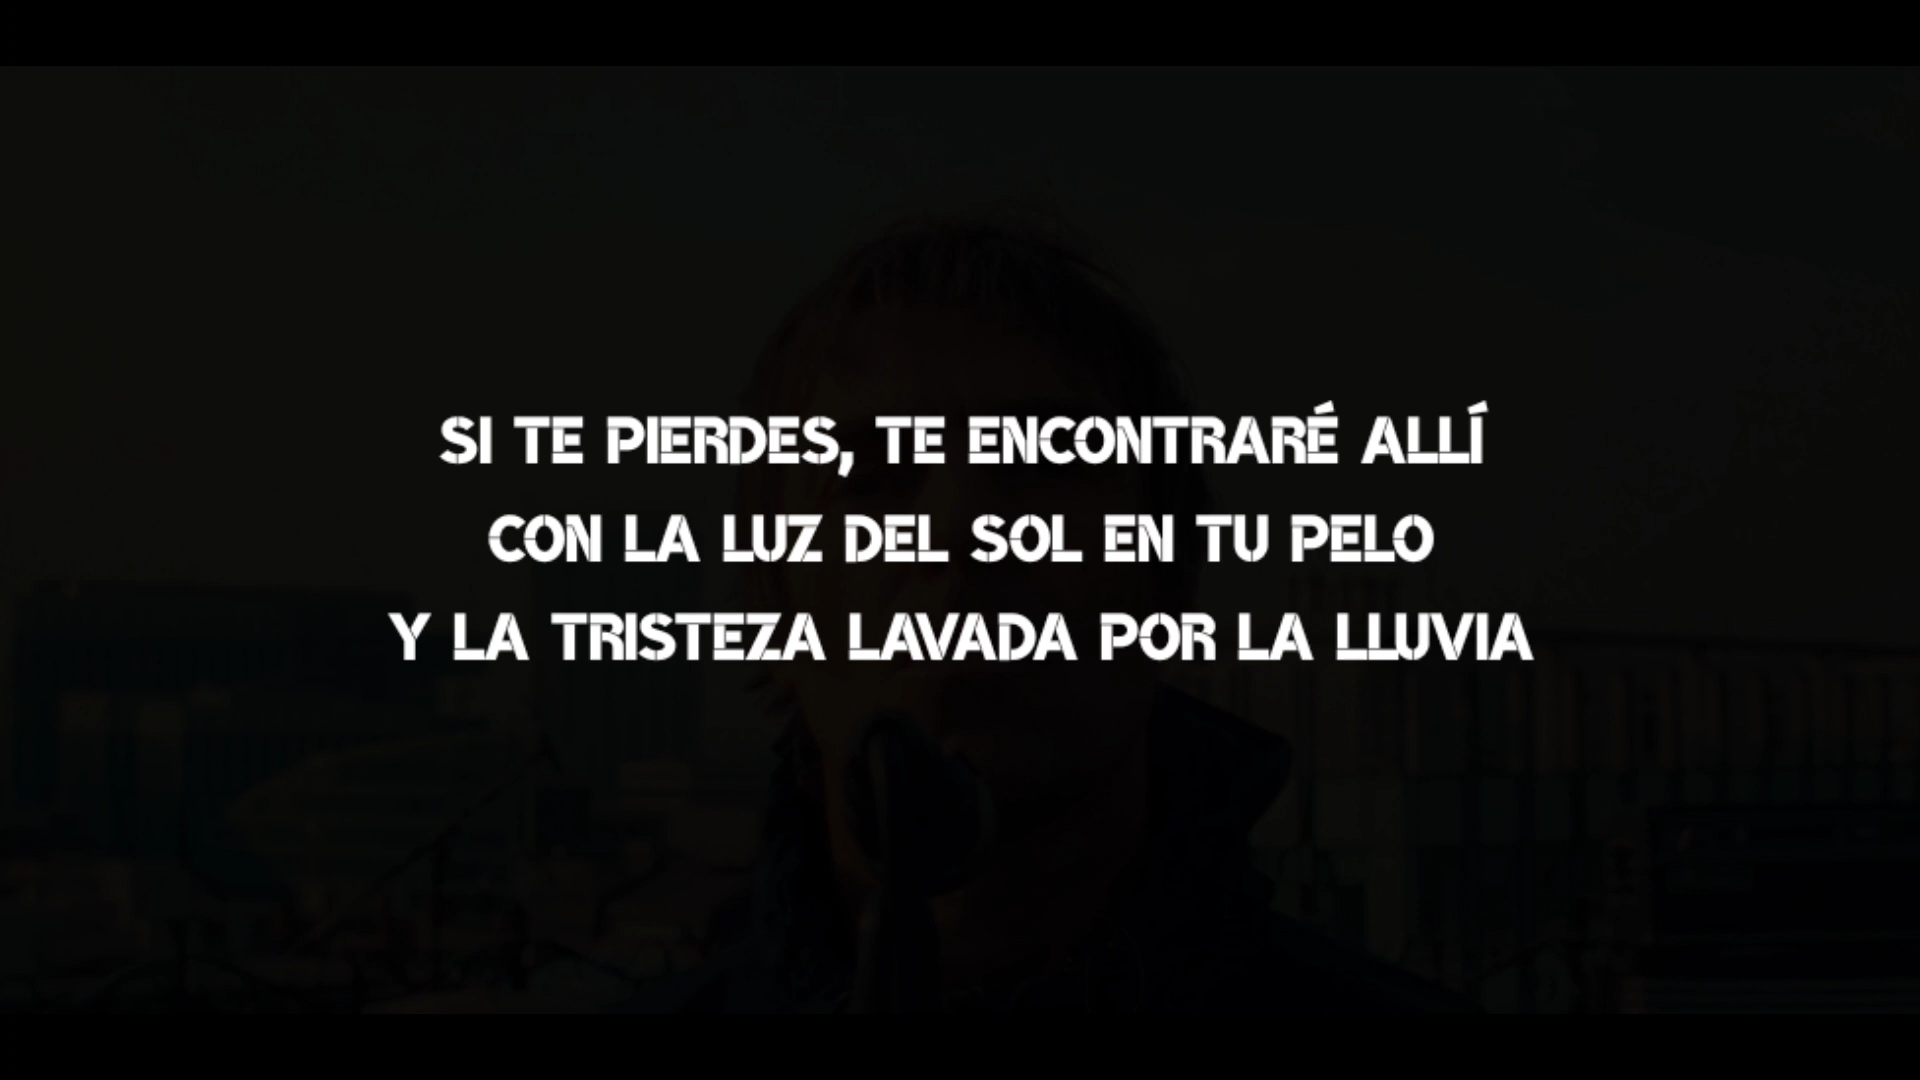 SI TE PIERDES, TE ENCONTRARÉ ALLÍ
CON LA LUZ DEL SOL EN TU PELO
Y LA TRISTEZA LAVADA POR LA LLUVIA